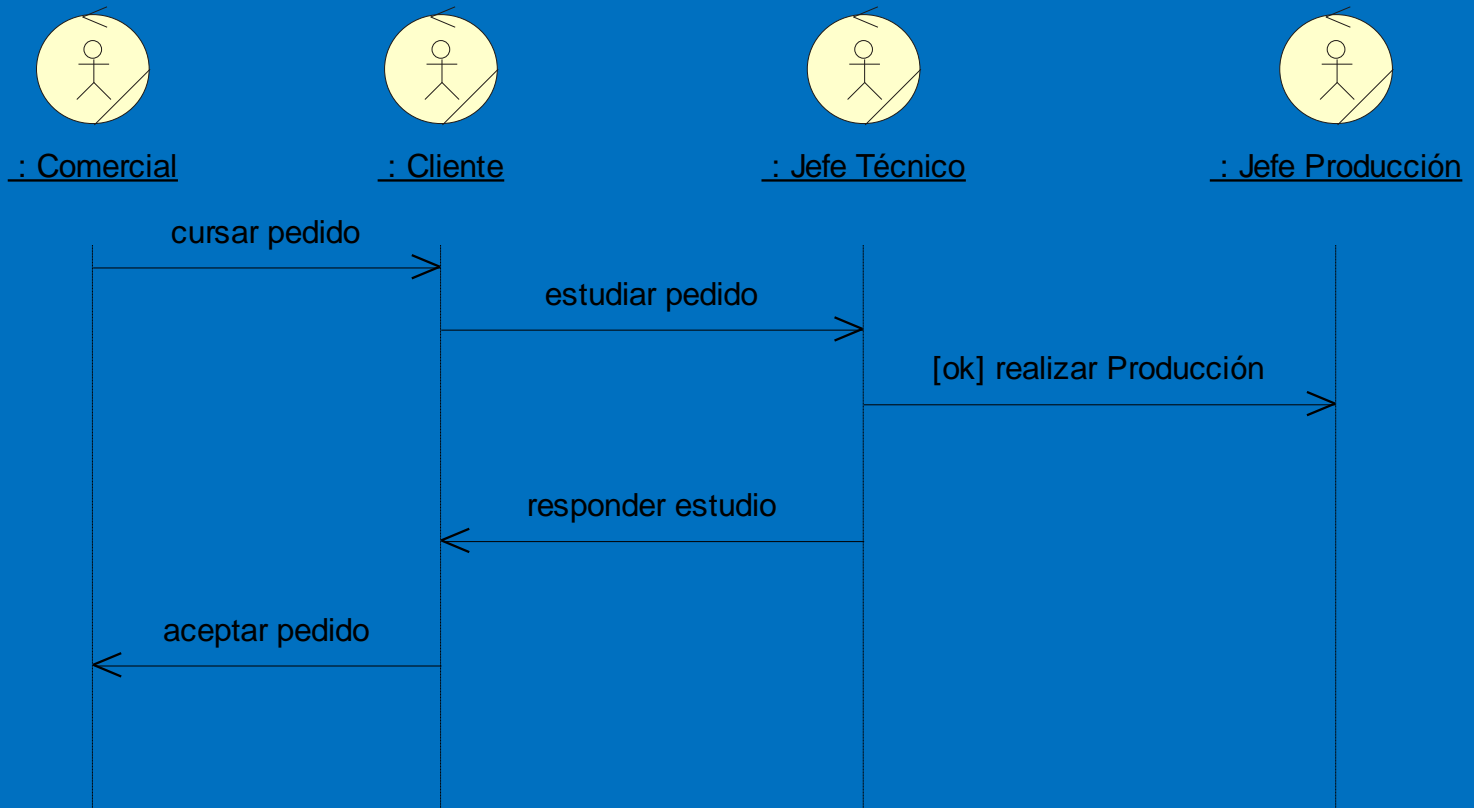 : Comercial
: Cliente
: Jefe Técnico
: Jefe Producción
cursar pedido
estudiar pedido
[ok] realizar Producción
responder estudio
aceptar pedido